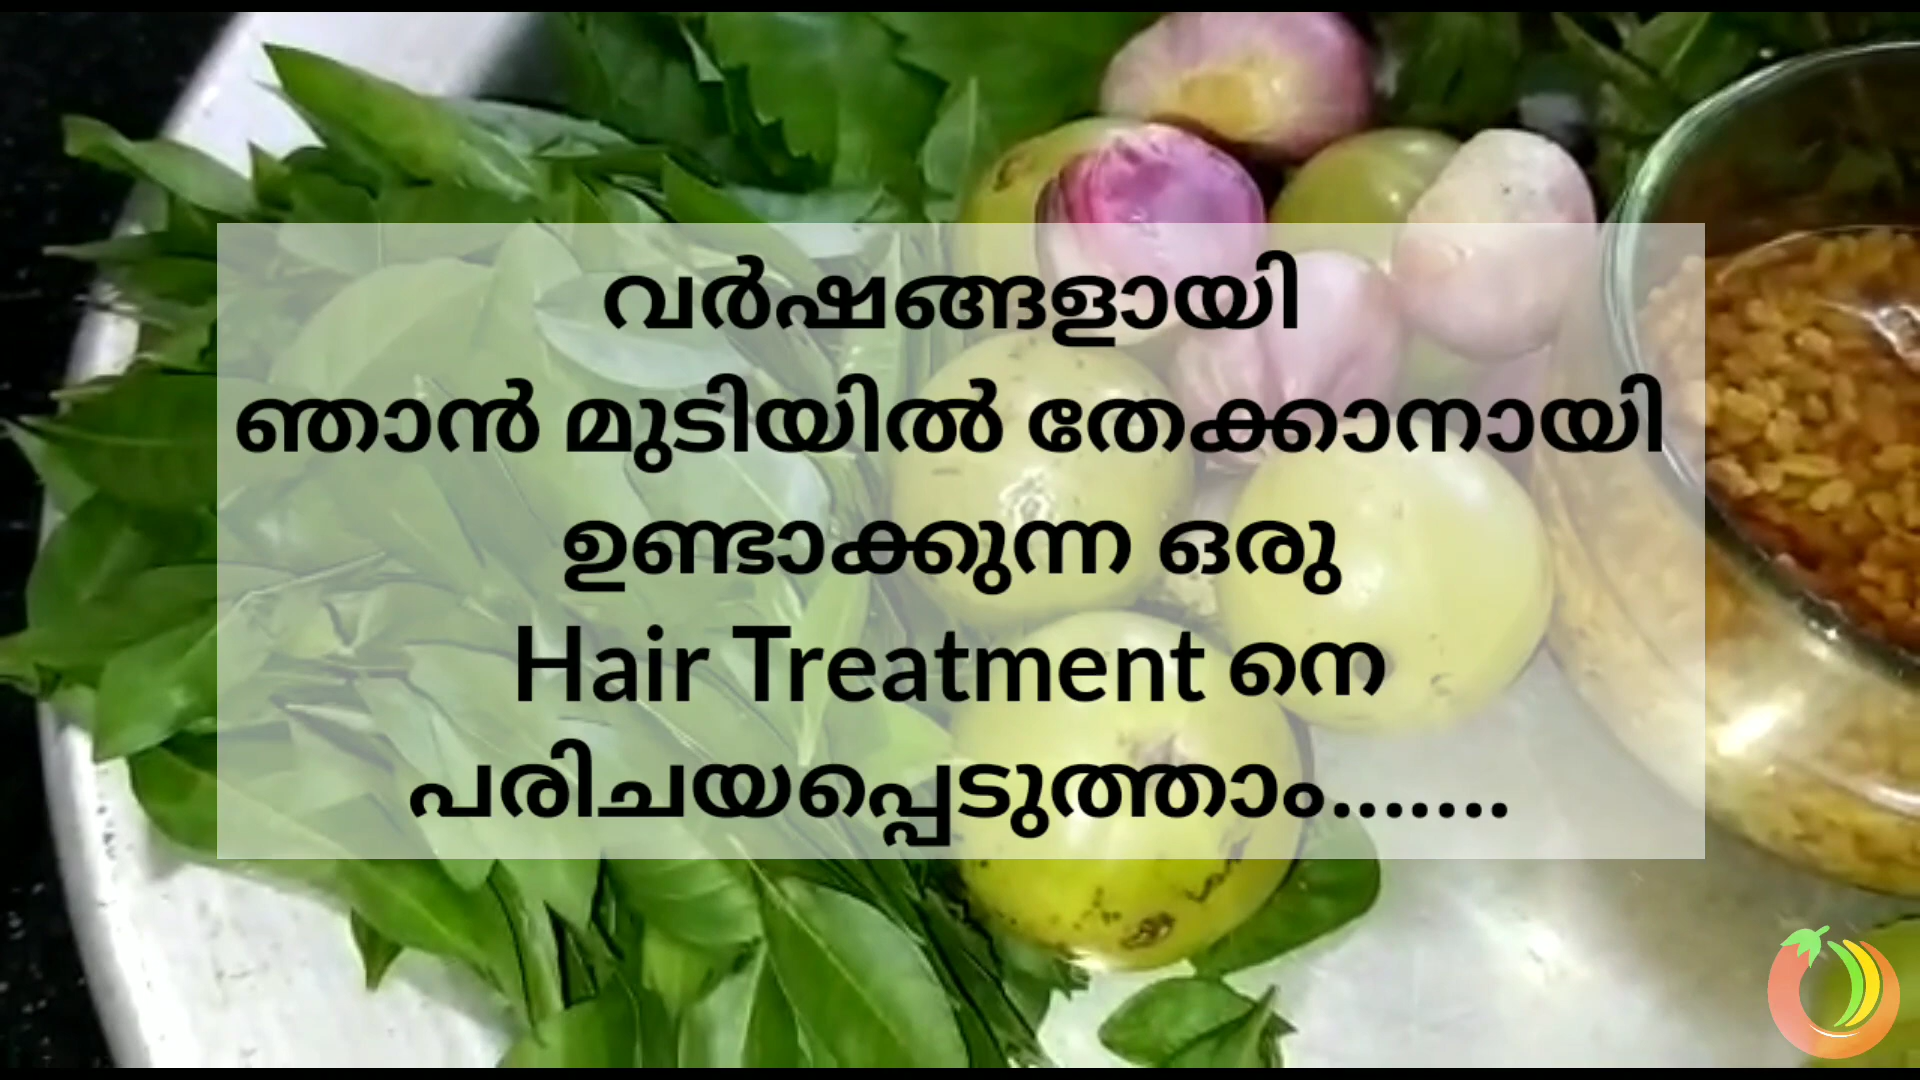 വർഷങ്ങളായി
ഞാൻ മുടിയിൽ തേക്കാനായി
ഉണ്ടാക്കുന്ന ഒരു
Hair Treatment നെ
പരിചയപ്പെടുത്താം.......